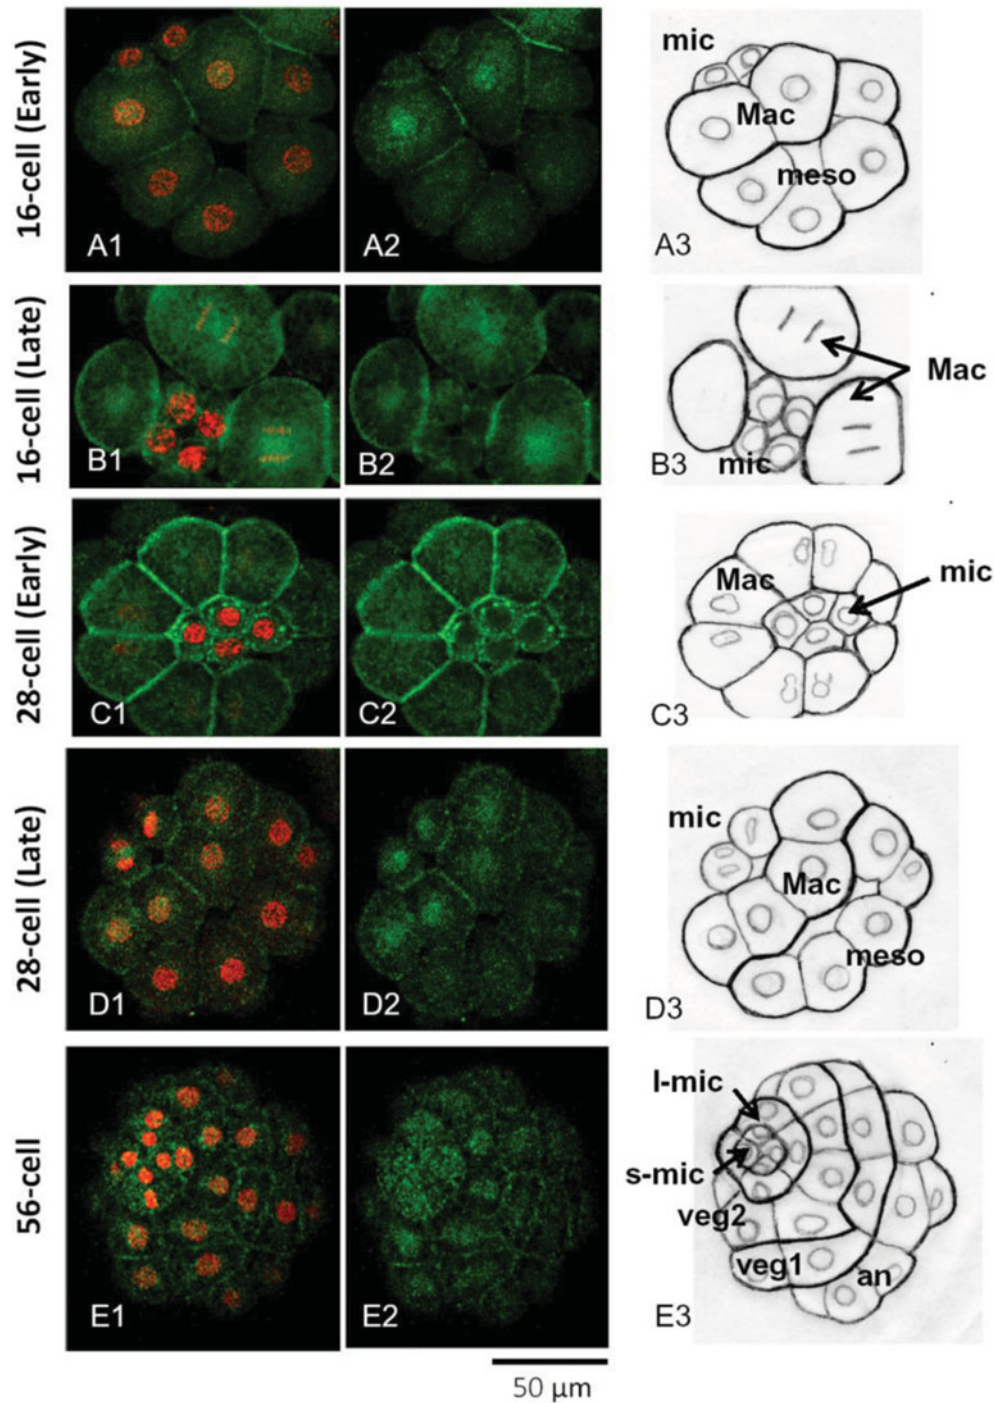 16-cell (Early)
A1
A2
mic
Mac
meso
A3
16-cell (Late)
B1
B2
Mac
mic
B3
28-cell (Early)
C1
C2
Mac
mic
C3
28-cell (Late)
D1
D2
mic
Mac
meso
D3
56-cell
E1
E2
l-mic
s-mic
veg2
veg1
an
E3
50 µm